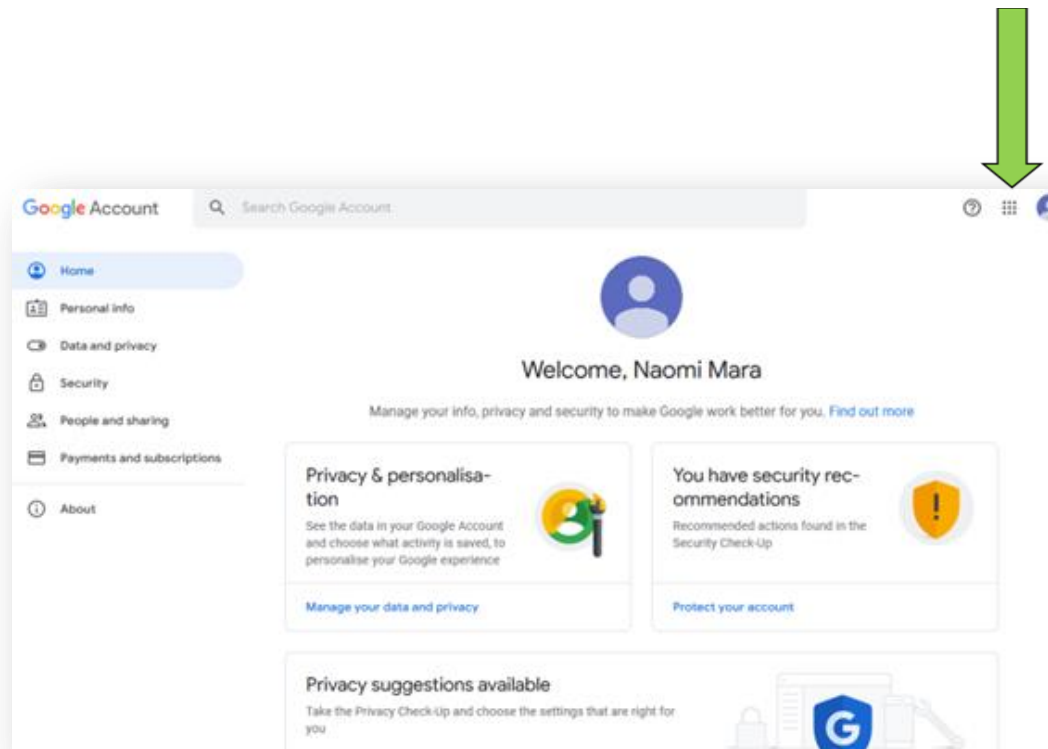 Google Account
Search Google Account
Home
Personal info
Data and privacy
Security
People and sharing
Payments and subscriptions
About
Welcome, Naomi Mara
Manage your info, privacy and security to make Google work better for you. Find out more
Privacy & personalisa-
tion
See the data in your Google Account
and choose what activity is saved, to
personalise your Google experience
Manage your data and privacy
You have security rec-
ommendations
Recommended actions found in the
Security Check-Up
Protect your account
Privacy suggestions available
Take the Privacy Check-Up and choose the settings that are right for
you
G